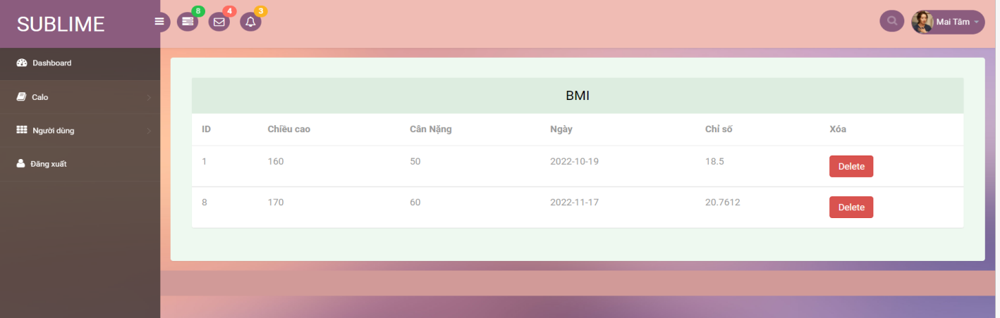 SUBLIME 8 4 3 Mai Tâm
Dashboard
Calo
Người dùng
Đăng xuất
BMI
ID Chiều cao Cân Nặng Ngày Chỉ số Xóa
1 160 50 2022-10-19 18.5 Delete
8 170 60 2022-11-17 20.7612 Delete